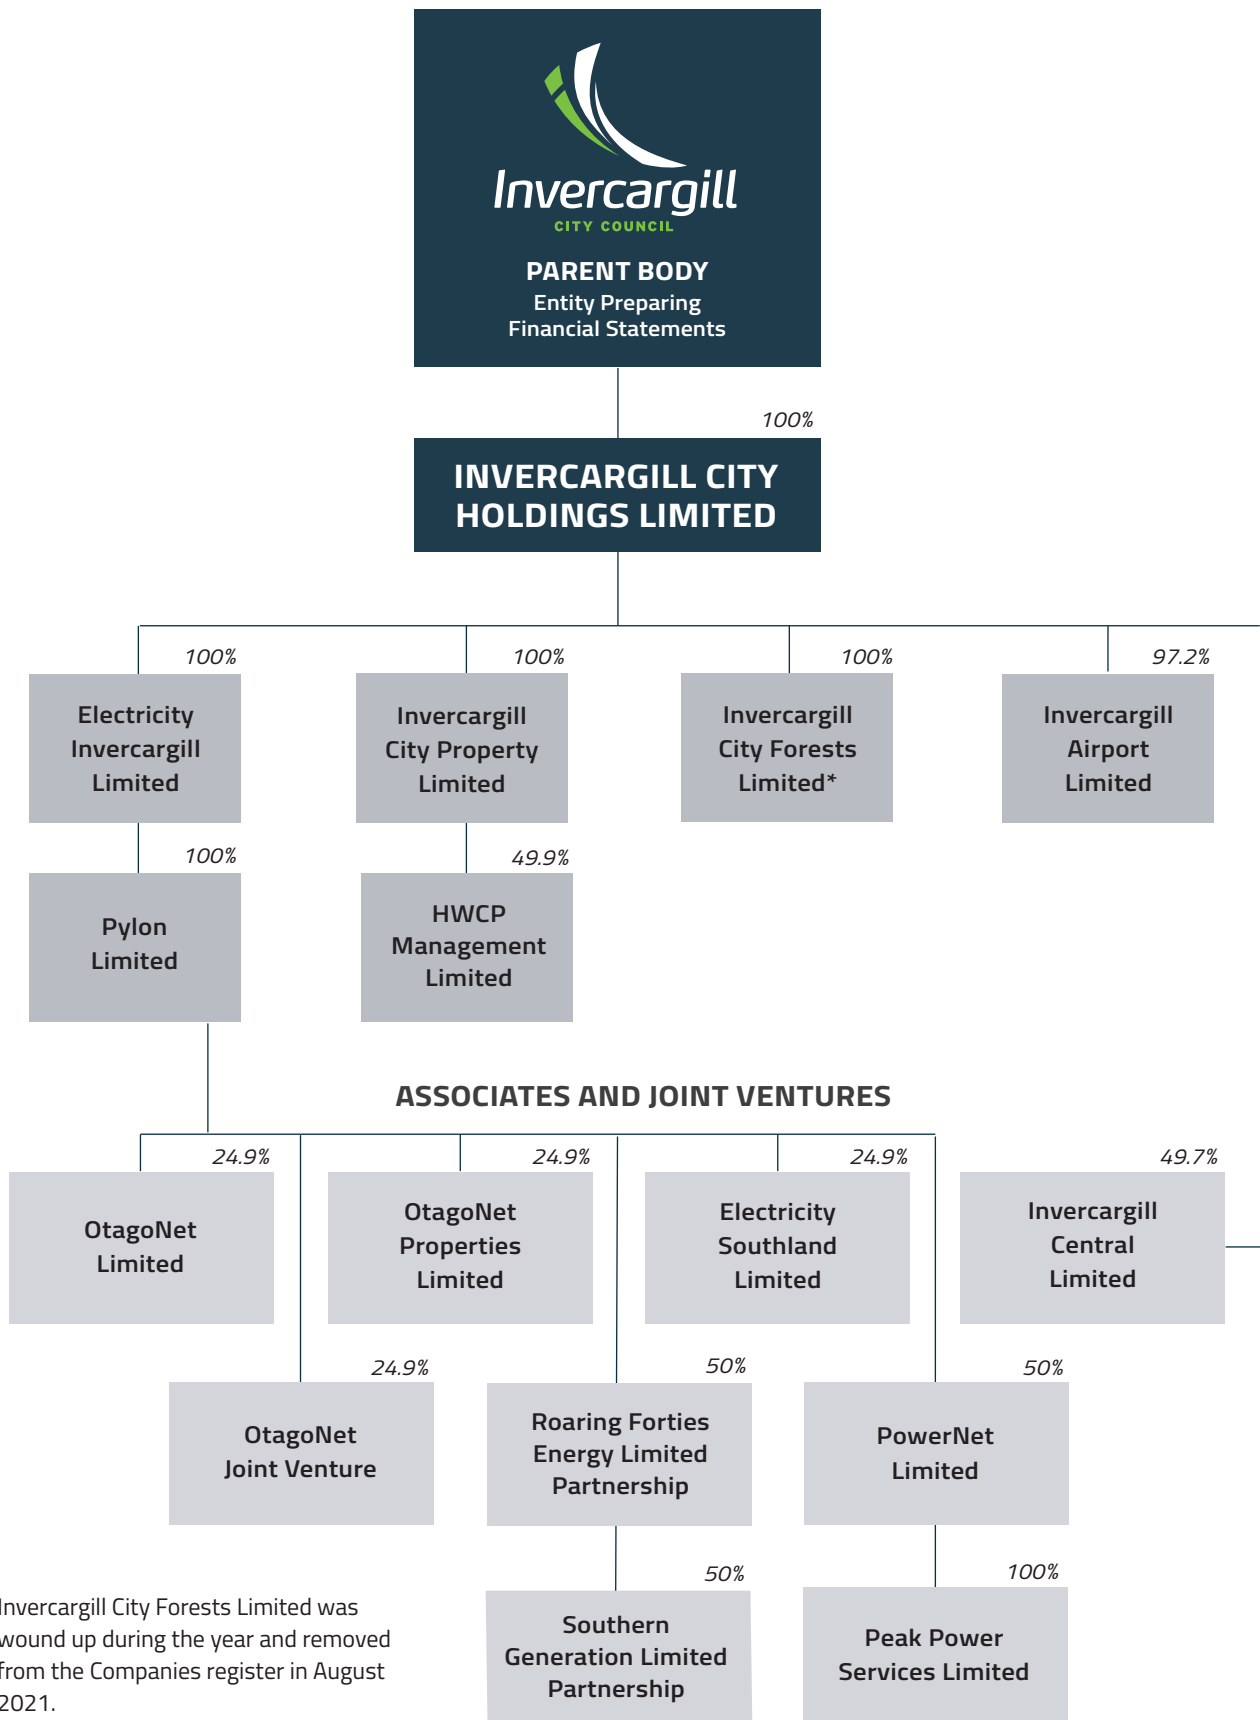 Invercargill
CITY COUNCIL
PARENT BODY
Entity Preparing
Financial Statements
100%
INVERCARGILL CITY
HOLDINGS LIMITED
100%
Electricity
Invercargill
Limited
100%
Invercargill
City Property
Limited
100%
Invercargill
City Forests
Limited*
97.2%
Invercargill
Airport
Limited
100%
Pylon
Limited
49.9%
HWCP
Management
Limited
ASSOCIATES AND JOINT VENTURES
24.9%
OtagoNet
Limited
24.9%
OtagoNet
Properties
Limited
24.9%
Electricity
Southland
Limited
49.7%
Invercargill
Central
Limited
24.9%
OtagoNet
Joint Venture
50%
Roaring Forties
Energy Limited
Partnership
50%
PowerNet
Limited
50%
Southern
Generation Limited
Partnership
100%
Peak Power
Services Limited
Invercargill City Forests Limited was
wound up during the year and removed
from the Companies register in August
2021.